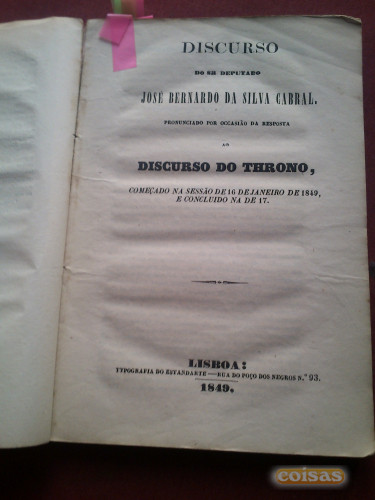 DISCURSO
DO SR DEPUTADO
JOSÉ BERNARDO DA SILVA CABRAL.
PRONUNCIADO POR OCCASIÃO DA RESPOSTA
AO
DISCURSO DO THRONO,
COMEÇADO NA SESSÃO DE 16 DE JANEIRO DE 1849,
E CONCLUIDO NA DE 17.
LISBOA:
TYPOGRAFIA DO ESTANDARTE—RUA DO POÇO DOS NEGROS N.º 93.
1849.
coisas